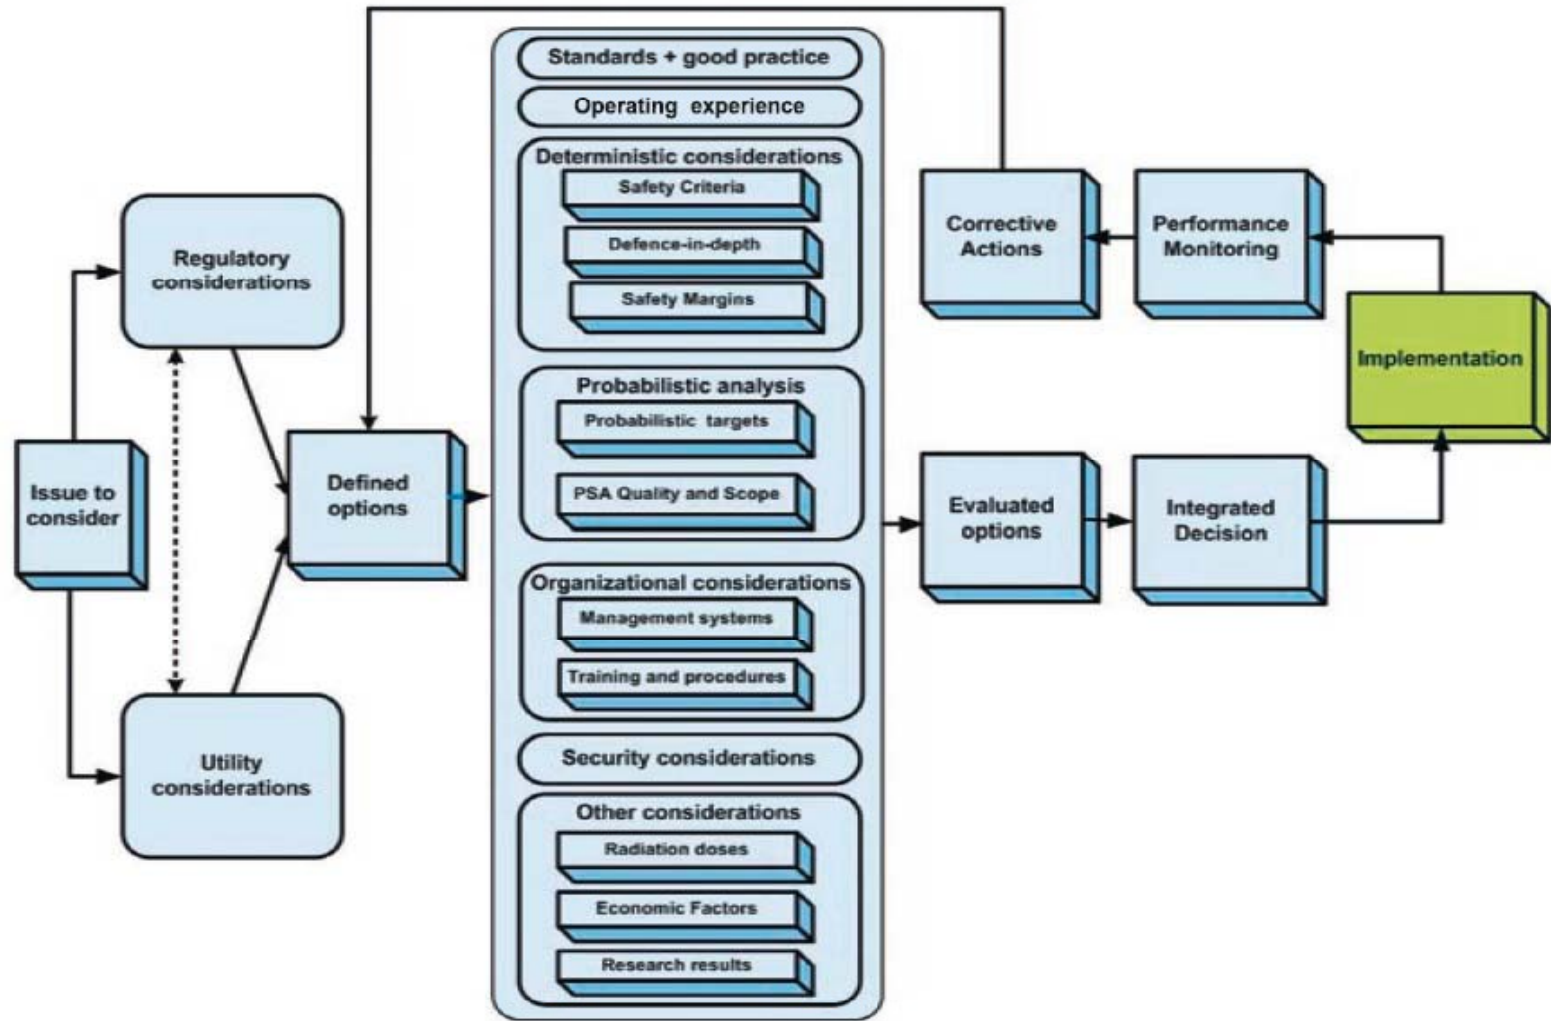 Issue to
consider
Regulatory
considerations
Utility
considerations
Defined
options
Standards + good practice
Operating experience
Deterministic considerations
Safety Criteria
Defence-in-depth
Safety Margins
Probabilistic analysis
Probabilistic targets
PSA Quality and Scope
Organizational considerations
Management systems
Training and procedures
Security considerations
Other considerations
Radiation doses
Economic Factors
Research results
Evaluated
options
Integrated
Decision
Implementation
Performance
Monitoring
Corrective
Actions